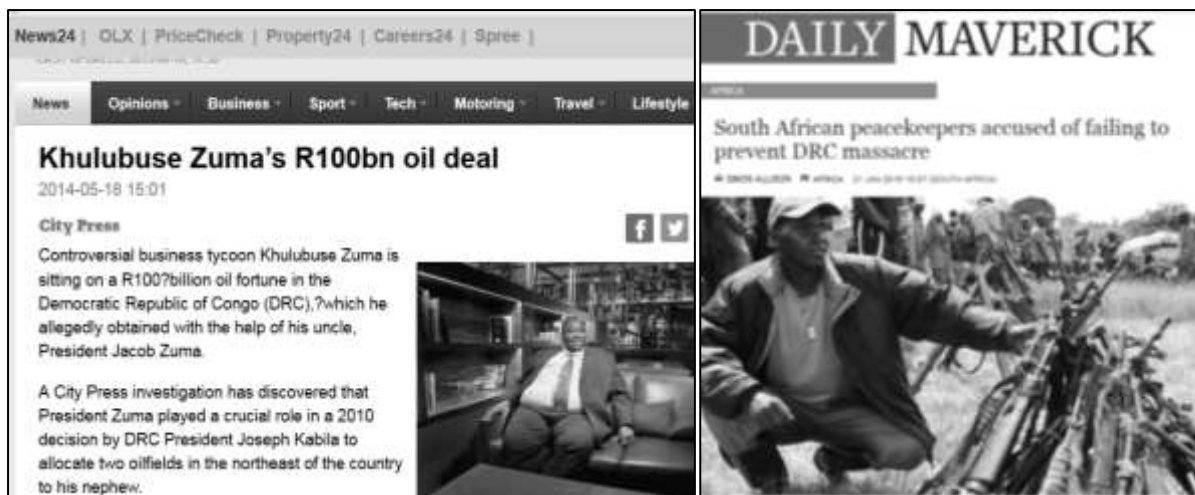 News24 | OLX | PriceCheck | Property24 | Careers24 | Spree |
News Opinions Business Sport Tech Motoring Travel Lifestyle
Khulubuse Zuma's R100bn oil deal
2014-05-18 15:01
City Press
Controversial business tycoon Khulubuse Zuma is
sitting on a R100?billion oil fortune in the
Democratic Republic of Congo (DRC),?which he
allegedly obtained with the help of his uncle,
President Jacob Zuma.
A City Press investigation has discovered that
President Zuma played a crucial role in a 2010
decision by DRC President Joseph Kabila to
allocate two oilfields in the northeast of the country
to his nephew.
DAILY MAVERICK
AFRICA
South African peacekeepers accused of failing to
prevent DRC massacre
AFRICA